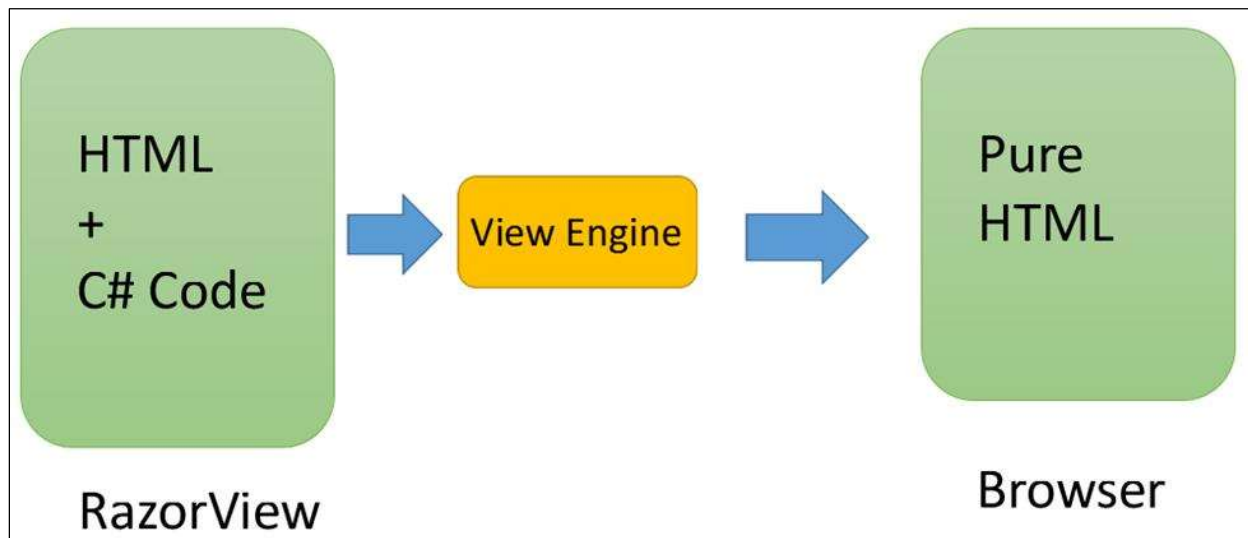 HTML
+
C# Code
RazorView
View Engine
Pure
HTML
Browser